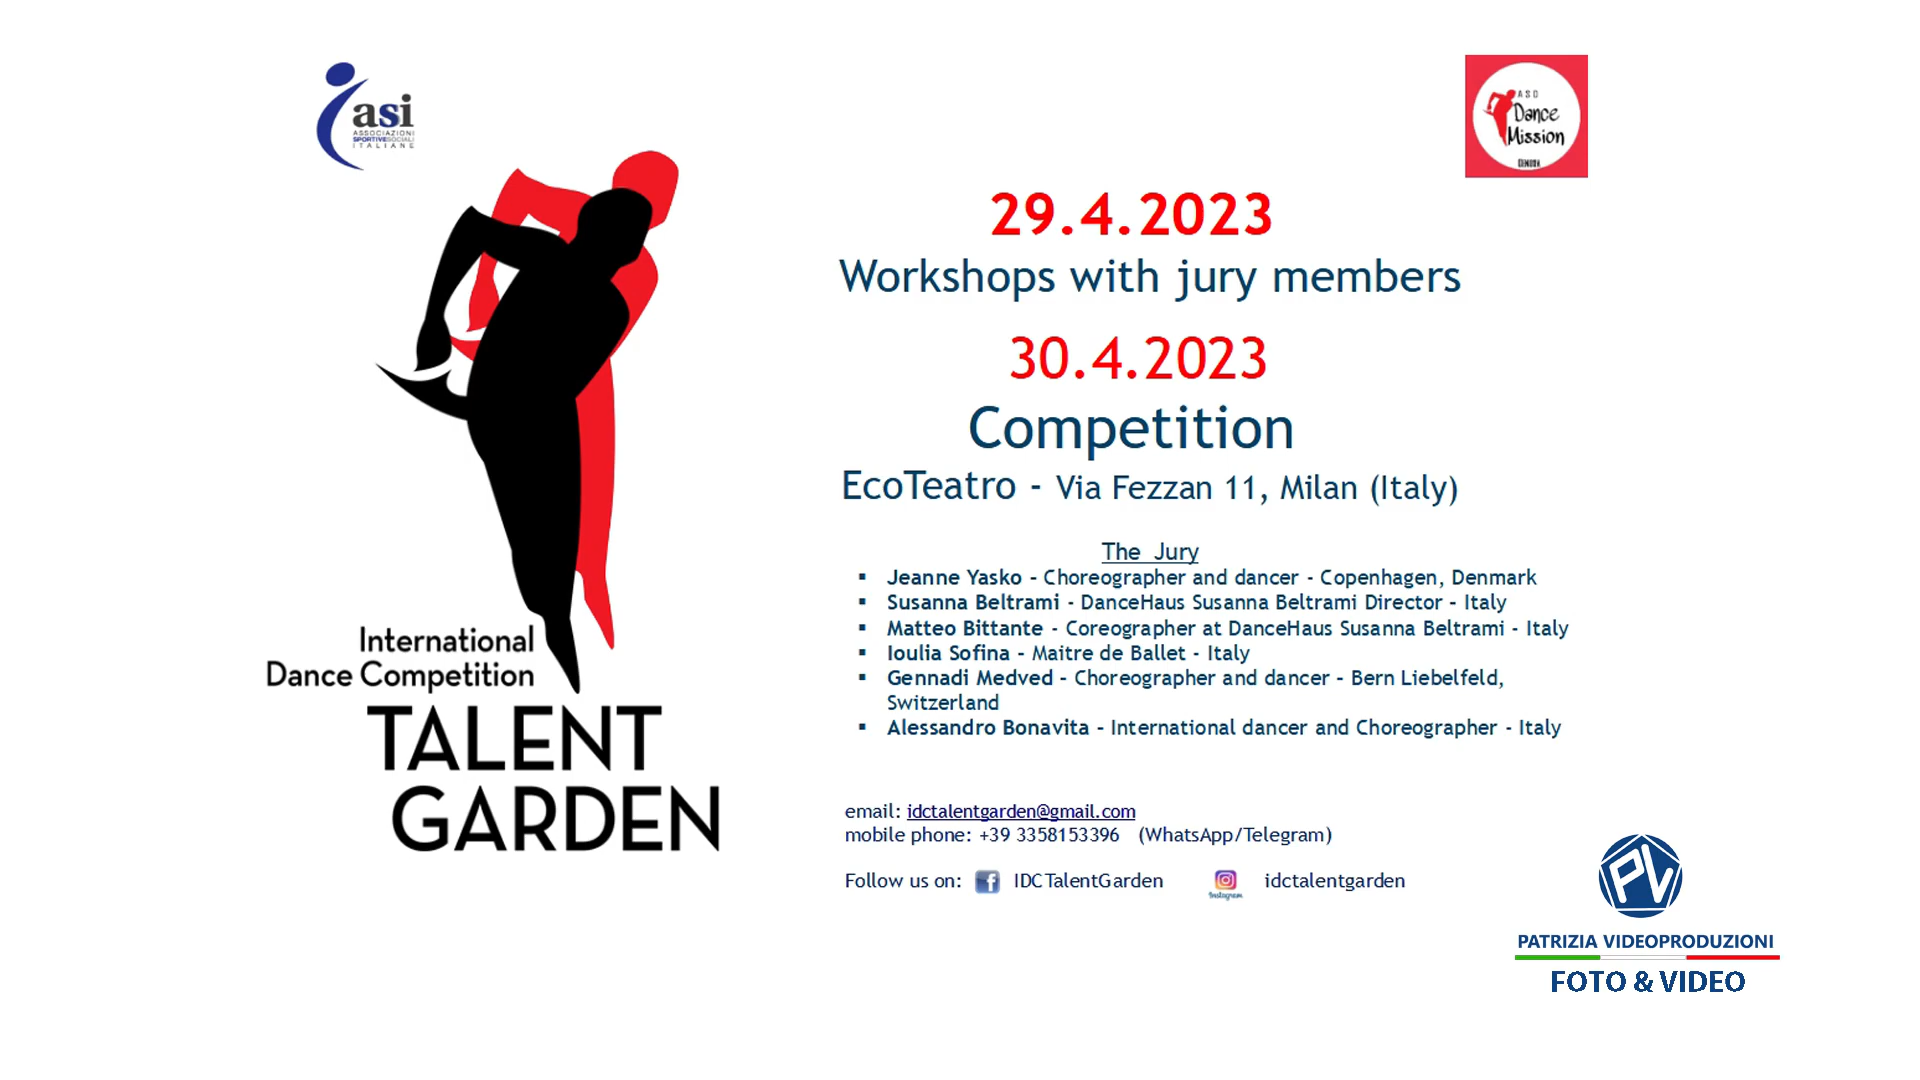 asi
ASSOCIAZIONI
SPORTIVESOCIALI
ITALIANE
ASD
Dance
Mission
GENOVA
29.4.2023
Workshops with jury members
30.4.2023
Competition
EcoTeatro - Via Fezzan 11, Milan (Italy)
The Jury
▪ Jeanne Yasko - Choreographer and dancer - Copenhagen, Denmark
▪ Susanna Beltrami - DanceHaus Susanna Beltrami Director - Italy
▪ Matteo Bittante - Coreographer at DanceHaus Susanna Beltrami - Italy
▪ Ioulia Sofina - Maitre de Ballet - Italy
▪ Gennadi Medved - Choreographer and dancer - Bern Liebelfeld,
Switzerland
▪ Alessandro Bonavita - International dancer and Choreographer - Italy
International
Dance Competition
TALENT
GARDEN
email: idctalentgarden@gmail.com
mobile phone: +39 3358153396 (WhatsApp/Telegram)
Follow us on: f IDCTalentGarden Instagram idctalentgarden
PV
PATRIZIA VIDEOPRODUZIONI
FOTO & VIDEO